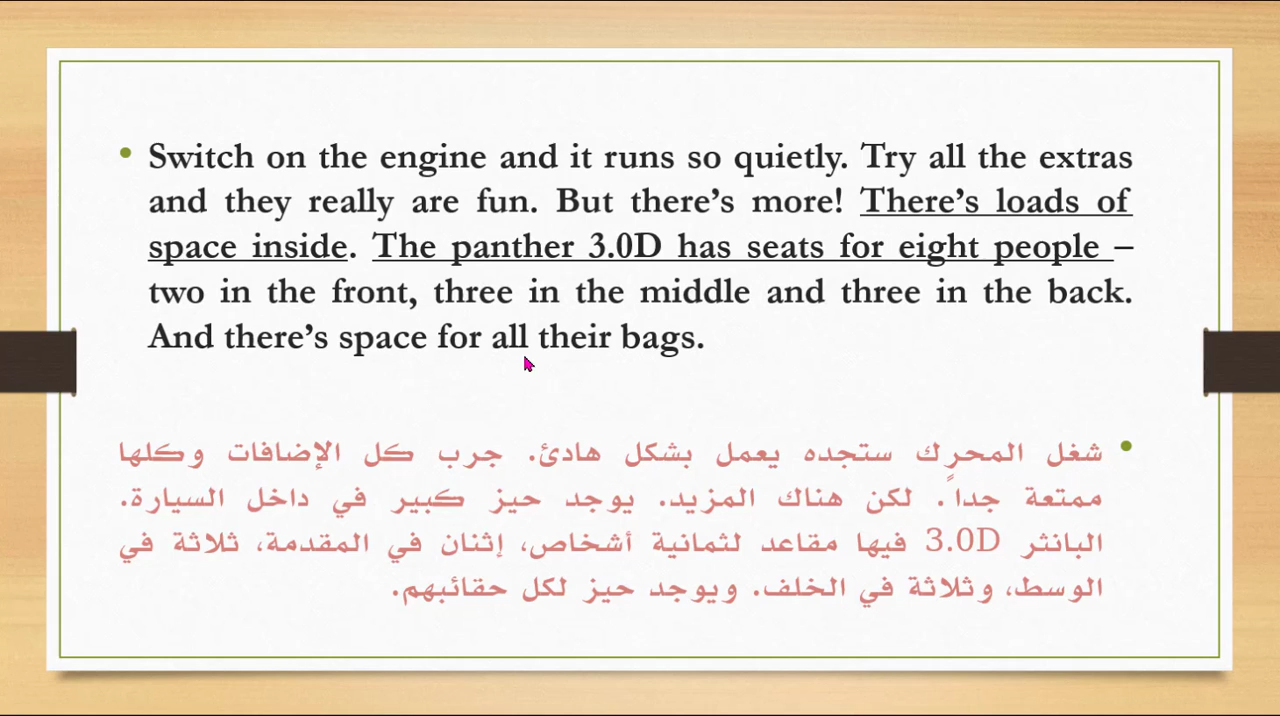 • Switch on the engine and it runs so quietly. Try all the extras
and they really are fun. But there’s more! There’s loads of
space inside. The panther 3.0D has seats for eight people –
two in the front, three in the middle and three in the back.
And there’s space for all their bags.
• شغل المحرك ستجده يعمل بشكل هادئ. جرب كل الإضافات وكلها
ممتعة جداً. لكن هناك المزيد. يوجد حيز كبير في داخل السيارة.
البانثر 3.0D فيها مقاعد لثمانية أشخاص، إثنان في المقدمة، ثلاثة في
الوسط، وثلاثة في الخلف. ويوجد حيز لكل حقائبهم.